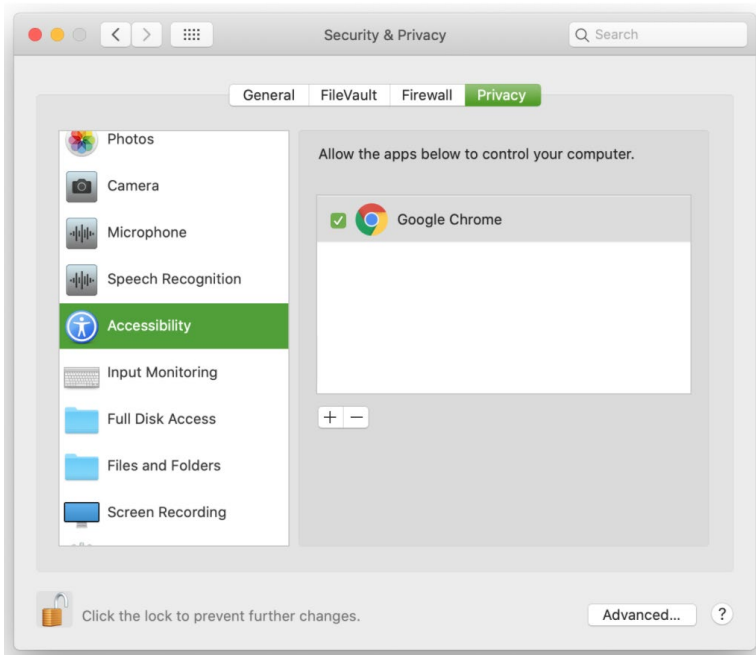 Security & Privacy
Search
General FileVault Firewall Privacy
Photos
Camera
Microphone
Speech Recognition
Accessibility
Input Monitoring
Full Disk Access
Files and Folders
Screen Recording
Allow the apps below to control your computer.
Google Chrome
Click the lock to prevent further changes.
Advanced...
?